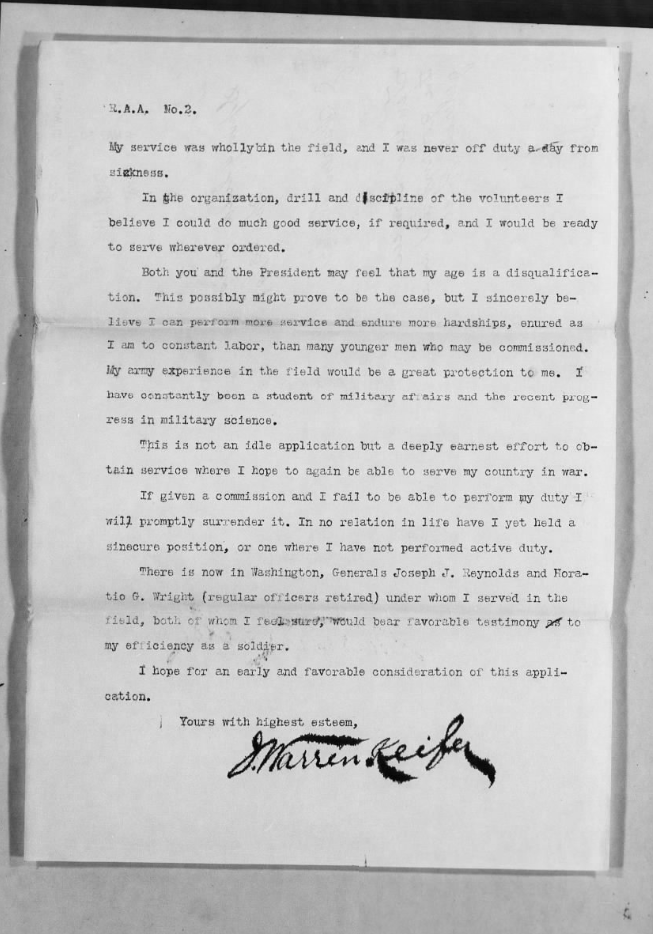 R.A.A. No.2.
My service was whollybin the field, and I was never off duty a day from
sickness.
In the organization, drill and discipline of the volunteers I
believe I could do much good service, if required, and I would be ready
to serve wherever ordered.
Both you and the President may feel that my age is a disqualifica-
tion. This possibly might prove to be the case, but I sincerely be-
lieve I can perform more service and endure more hardships, enured as
I am to constant labor, than many younger men who may be commissioned.
My army experience in the field would be a great protection to me. I
have constantly been a student of military affairs and the recent prog-
ress in military science.
This is not an idle application but a deeply earnest effort to ob-
tain service where I hope to again be able to serve my country in war.
If given a commission and I fail to be able to perform my duty I
will promptly surrender it. In no relation in life have I yet held a
sinecure position, or one where I have not performed active duty.
There is now in Washington, Generals Joseph J. Reynolds and Hora-
tio G. Wright (regular officers retired) under whom I served in the
field, both of whom I feel sure, would bear favorable testimony as to
my efficiency as a soldier.
I hope for an early and favorable consideration of this appli-
cation.
Yours with highest esteem,
J. Warren Keifer